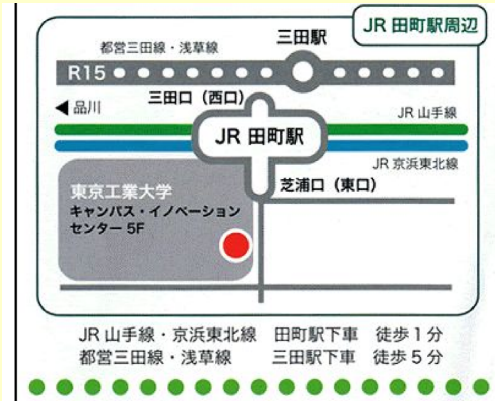 JR 田町駅周辺
三田駅
都営三田線・浅草線
R15
三田口（西口）
品川
JR 山手線
JR 田町駅
JR 京浜東北線
芝浦口（東口）
東京工業大学
キャンパス・イノベーション
センター 5F
JR 山手線・京浜東北線 田町駅下車 徒歩 1 分
都営三田線・浅草線 三田駅下車 徒歩 5 分